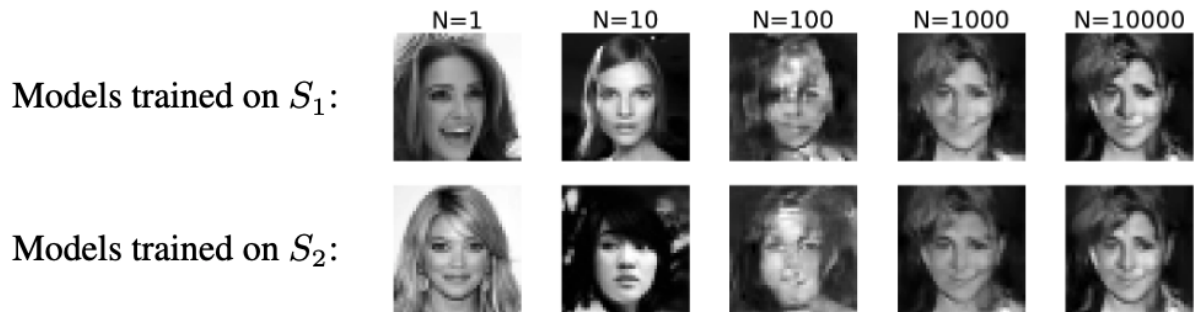 N=1 N=10 N=100 N=1000 N=10000
Models trained on S₁:
Models trained on S₂: